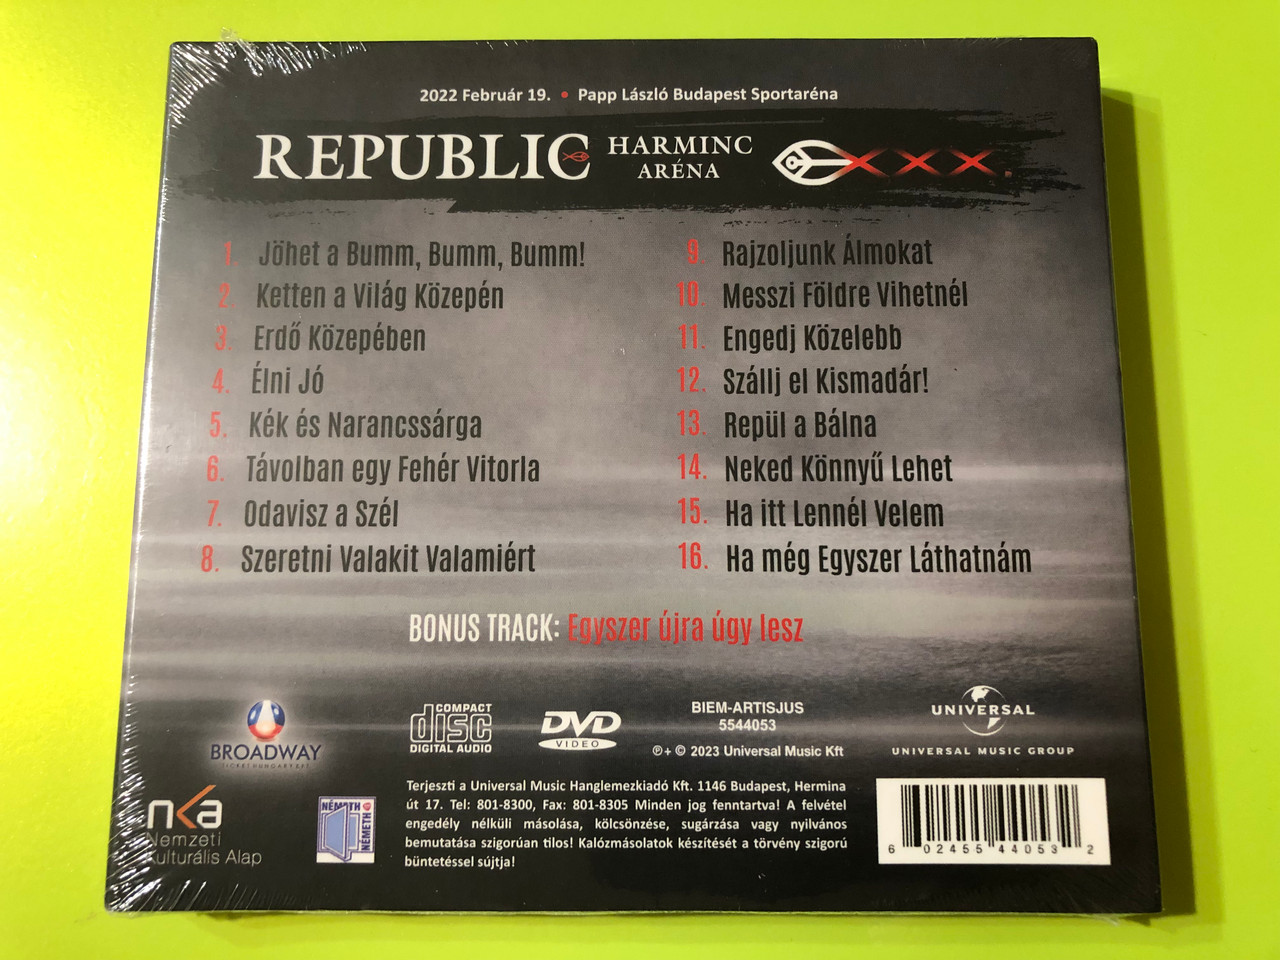 2022 Február 19. • Papp László Budapest Sportaréna
REPUBLIC HARMINC ARÉNA XXX.
1. Jöhet a Bumm, Bumm, Bumm!
2. Ketten a Világ Közepén
3. Erdő Közepében
4. Élni Jó
5. Kék és Narancssárga
6. Távolban egy Fehér Vitorla
7. Odavisz a Szél
8. Szeretni Valakit Valamiért
9. Rajzoljunk Álmokat
10. Messzi Földre Vihetnél
11. Engedj Közelebb
12. Szállj el Kismadár!
13. Repül a Bálna
14. Neked Könnyű Lehet
15. Ha itt Lennél Velem
16. Ha még Egyszer Láthatnám
BONUS TRACK: Egyszer újra úgy lesz
BROADWAY
TICKET HUNGARY KFT.
COMPACT
disc
DIGITAL AUDIO
DVD
VIDEO
BIEM-ARTISJUS
5544053
℗+ © 2023 Universal Music Kft
UNIVERSAL
UNIVERSAL MUSIC GROUP
nka
Nemzeti
Kulturális Alap
NÉMETH
NÉMETH
Terjeszti a Universal Music Hanglemezkiadó Kft. 1146 Budapest, Hermina
út 17. Tel: 801-8300, Fax: 801-8305 Minden jog fenntartva! A felvétel
engedély nélküli másolása, kölcsönzése, sugárzása vagy nyilvános
bemutatása szigorúan tilos! Kalózmásolatok készítését a törvény szigorú
büntetéssel sújtja!
6 02455 44053 2